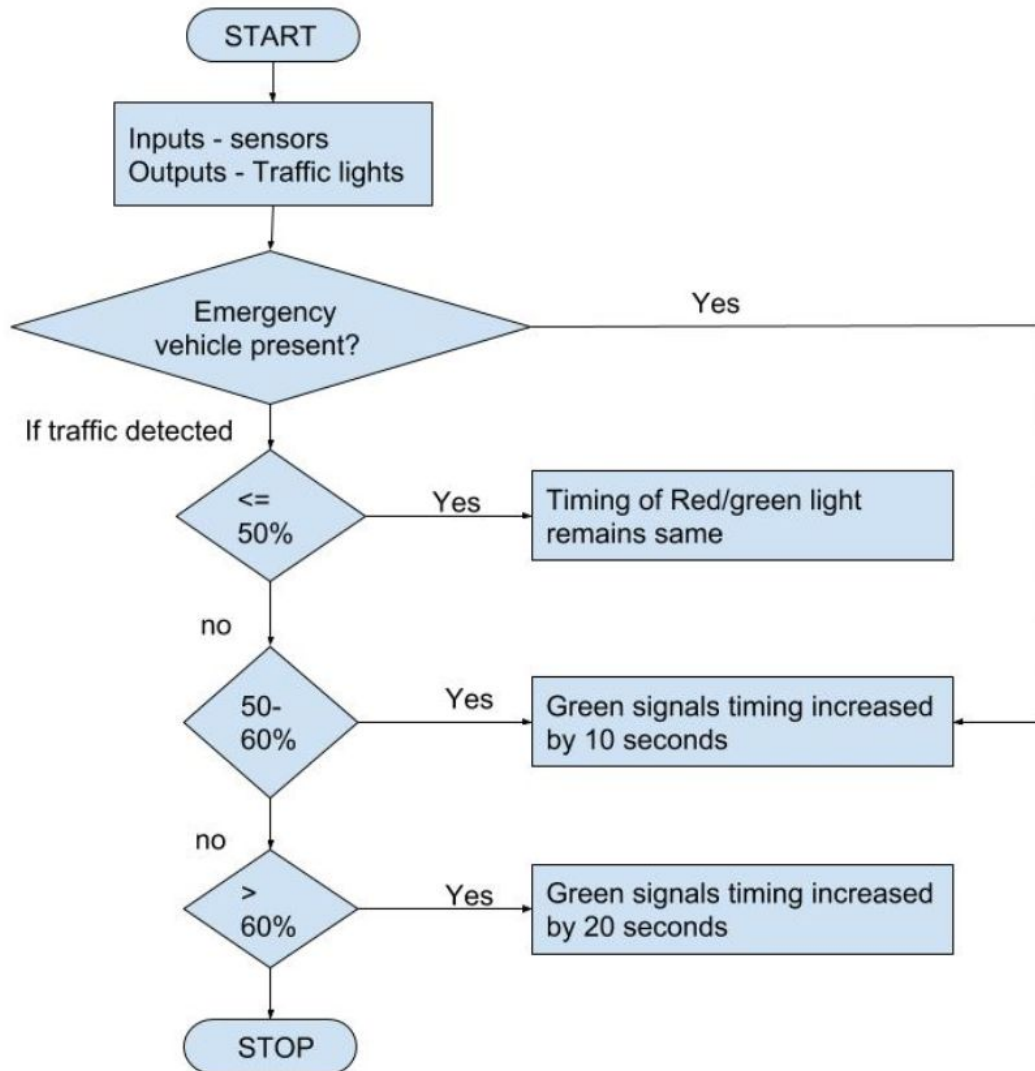 START
Inputs - sensors
Outputs - Traffic lights
Emergency
vehicle present?
Yes
If traffic detected
<=
50%
Yes
Timing of Red/green light
remains same
no
50-
60%
Yes
Green signals timing increased
by 10 seconds
no
>
60%
Yes
Green signals timing increased
by 20 seconds
STOP